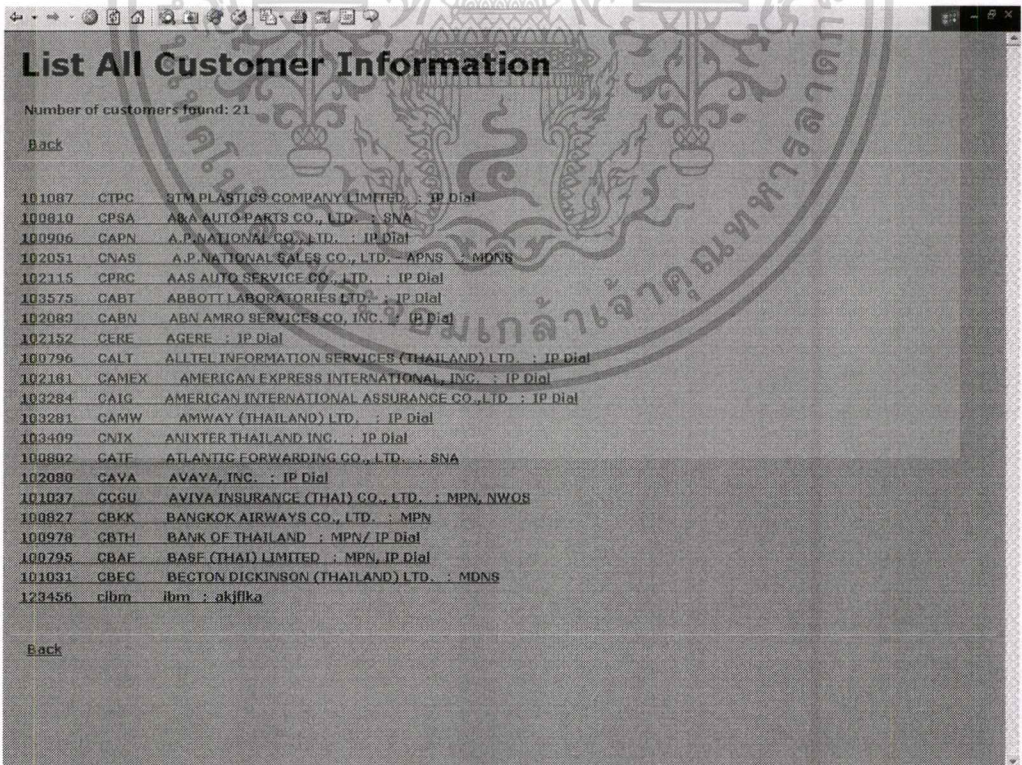 List All Customer Information
Number of customers found: 21
Back
101087 CTPC 3TM PLASTICS COMPANY LIMITED : IP Dial
100810 CPSA A&A AUTO PARTS CO., LTD. : SNA
100906 CAPN A.P.NATIONAL CO., LTD. : IP Dial
102051 CNAS A.P.NATIONAL SALES CO., LTD. - APNS : MDNS
102115 CPRC AAS AUTO SERVICE CO., LTD. : IP Dial
103575 CABT ABBOTT LABORATORIES LTD. : IP Dial
102083 CABN ABN AMRO SERVICES CO, INC. : IP Dial
102152 CERE AGERE : IP Dial
100796 CALT ALLTEL INFORMATION SERVICES (THAILAND) LTD. : IP Dial
102181 CAMEX AMERICAN EXPRESS INTERNATIONAL, INC. : IP Dial
103284 CAIG AMERICAN INTERNATIONAL ASSURANCE CO.,LTD : IP Dial
103281 CAMW AMWAY (THAILAND) LTD. : IP Dial
103409 CNIX ANIXTER THAILAND INC. : IP Dial
100802 CATF ATLANTIC FORWARDING CO., LTD. : SNA
102080 CAVA AVAYA, INC. : IP Dial
101037 CCGU AVIVA INSURANCE (THAI) CO., LTD. : MPN, NWOS
100827 CBKK BANGKOK AIRWAYS CO., LTD. : MPN
100978 CBTH BANK OF THAILAND : MPN/ IP Dial
100795 CBAF BASF (THAI) LIMITED : MPN, IP Dial
101031 CBEC BECTON DICKINSON (THAILAND) LTD. : MDNS
123456 cibm ibm : akjflka
Back